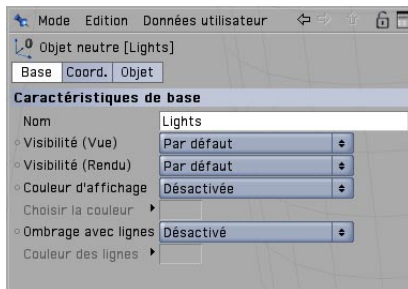 Mode Edition Données utilisateur
Objet neutre [Lights]
Base Coord. Objet
Caractéristiques de base
Nom Lights
Visibilité (Vue) Par défaut
Visibilité (Rendu) Par défaut
Couleur d'affichage Désactivée
Choisir la couleur
Ombrage avec lignes Désactivé
Couleur des lignes